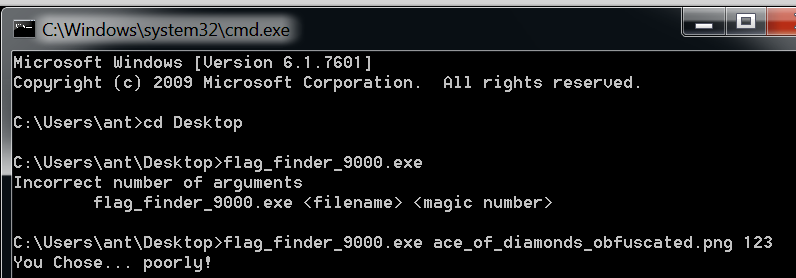 C:\Windows\system32\cmd.exe
Microsoft Windows [Version 6.1.7601]
Copyright (c) 2009 Microsoft Corporation.  All rights reserved.
C:\Users\ant>cd Desktop
C:\Users\ant\Desktop>flag_finder_9000.exe
Incorrect number of arguments
        flag_finder_9000.exe <filename> <magic number>
C:\Users\ant\Desktop>flag_finder_9000.exe ace_of_diamonds_obfuscated.png 123
You Chose... poorly!